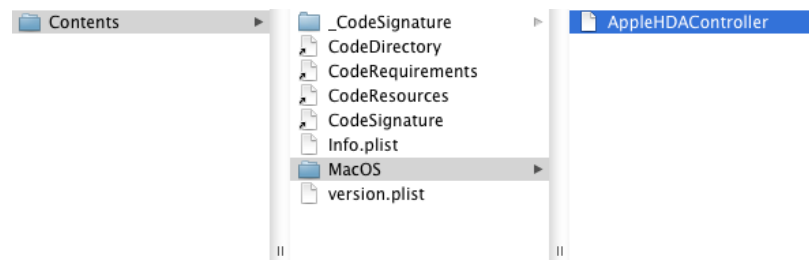 Contents
_CodeSignature
CodeDirectory
CodeRequirements
CodeResources
CodeSignature
Info.plist
MacOS
version.plist
AppleHDAController